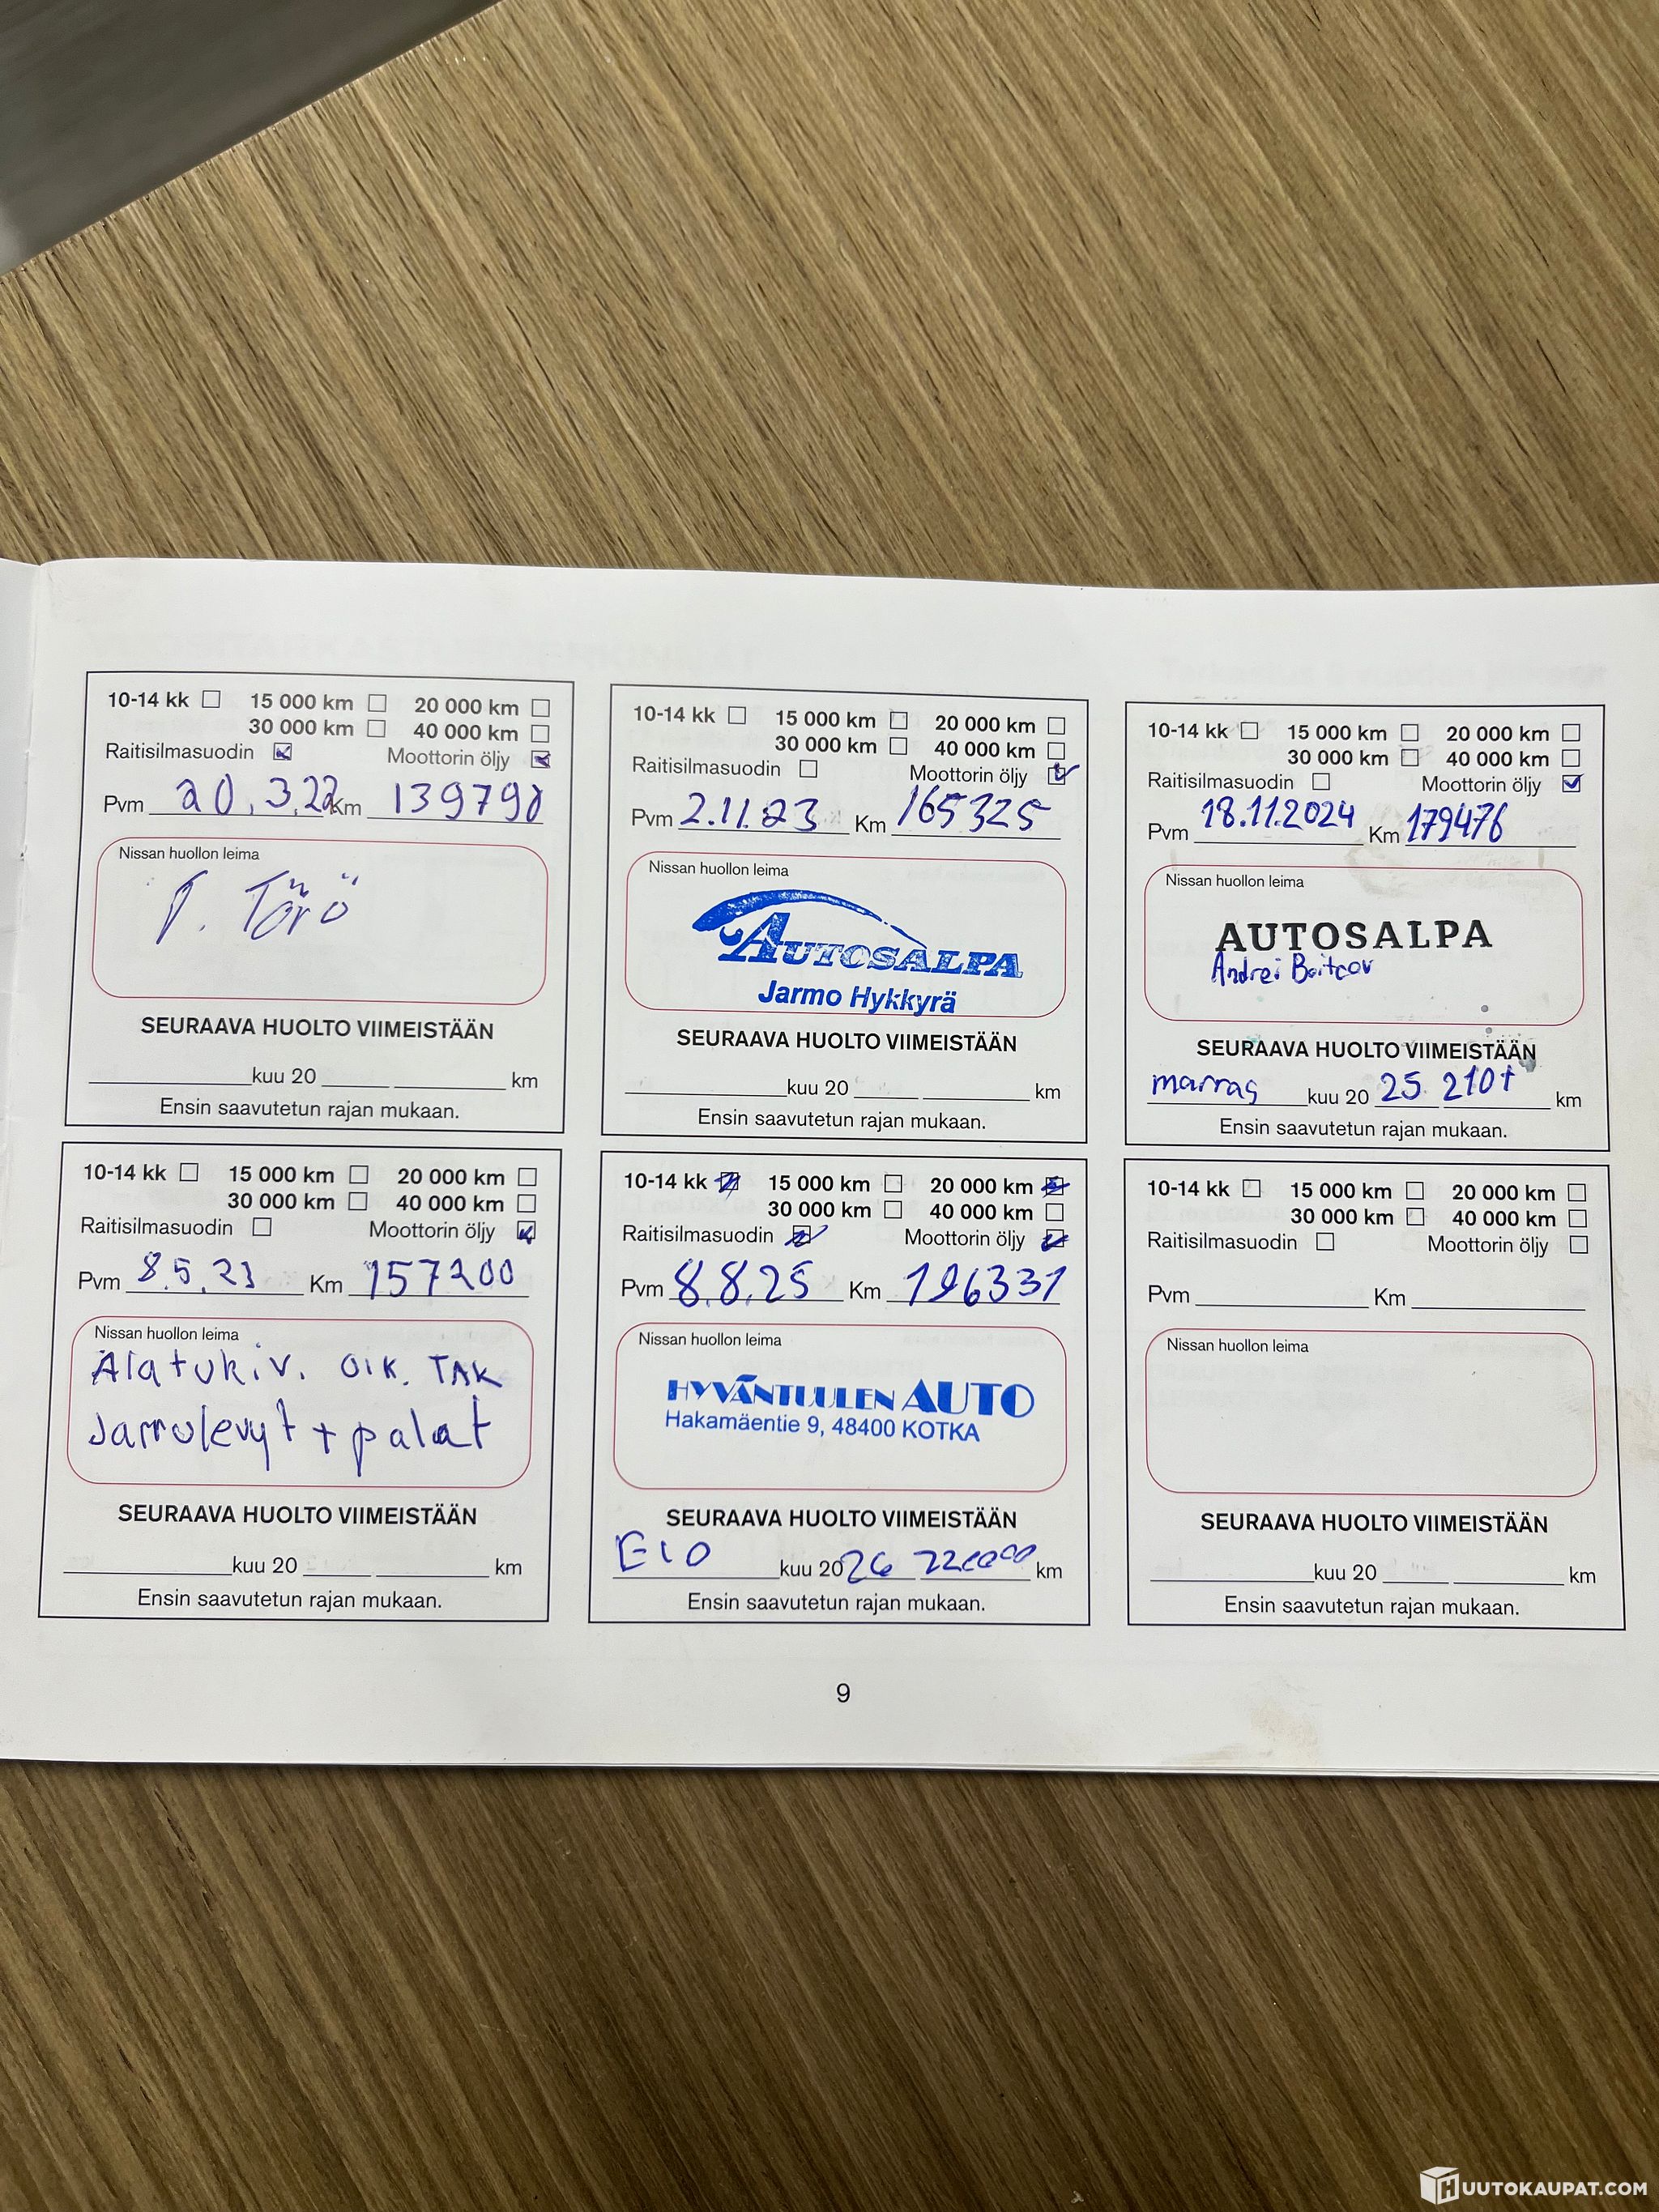 10-14 kk 15 000 km 20 000 km
30 000 km 40 000 km
Raitisilmasuodin Moottorin öljy
Pvm 20.3.22 Km 139790
Nissan huollon leima
Törö
SEURAAVA HUOLTO VIIMEISTÄÄN
kuu 20 km
Ensin saavutetun rajan mukaan.
10-14 kk 15 000 km 20 000 km
30 000 km 40 000 km
Raitisilmasuodin Moottorin öljy
Pvm 2.11.23 Km 165325
Nissan huollon leima
AUTOSALPA
Jarmo Hykkyrä
SEURAAVA HUOLTO VIIMEISTÄÄN
kuu 20 km
Ensin saavutetun rajan mukaan.
10-14 kk 15 000 km 20 000 km
30 000 km 40 000 km
Raitisilmasuodin Moottorin öljy
Pvm 18.11.2024 Km 179476
Nissan huollon leima
AUTOSALPA
Andrei Boitcov
SEURAAVA HUOLTO VIIMEISTÄÄN
marras kuu 20 25 210t km
Ensin saavutetun rajan mukaan.
10-14 kk 15 000 km 20 000 km
30 000 km 40 000 km
Raitisilmasuodin Moottorin öljy
Pvm 8.5.23 Km 157200
Nissan huollon leima
Alatukiv. OIK. TAK
Jarrulevyt + palat
SEURAAVA HUOLTO VIIMEISTÄÄN
kuu 20 km
Ensin saavutetun rajan mukaan.
10-14 kk 15 000 km 20 000 km
30 000 km 40 000 km
Raitisilmasuodin Moottorin öljy
Pvm 8.8.25 Km 196331
Nissan huollon leima
HYVÄNTUULEN AUTO
Hakamäentie 9, 48400 KOTKA
SEURAAVA HUOLTO VIIMEISTÄÄN
ELO kuu 20 26 km
Ensin saavutetun rajan mukaan.
10-14 kk 15 000 km 20 000 km
30 000 km 40 000 km
Raitisilmasuodin Moottorin öljy
Pvm Km
Nissan huollon leima
SEURAAVA HUOLTO VIIMEISTÄÄN
kuu 20 km
Ensin saavutetun rajan mukaan.
9
HUUTOKAUPAT.COM